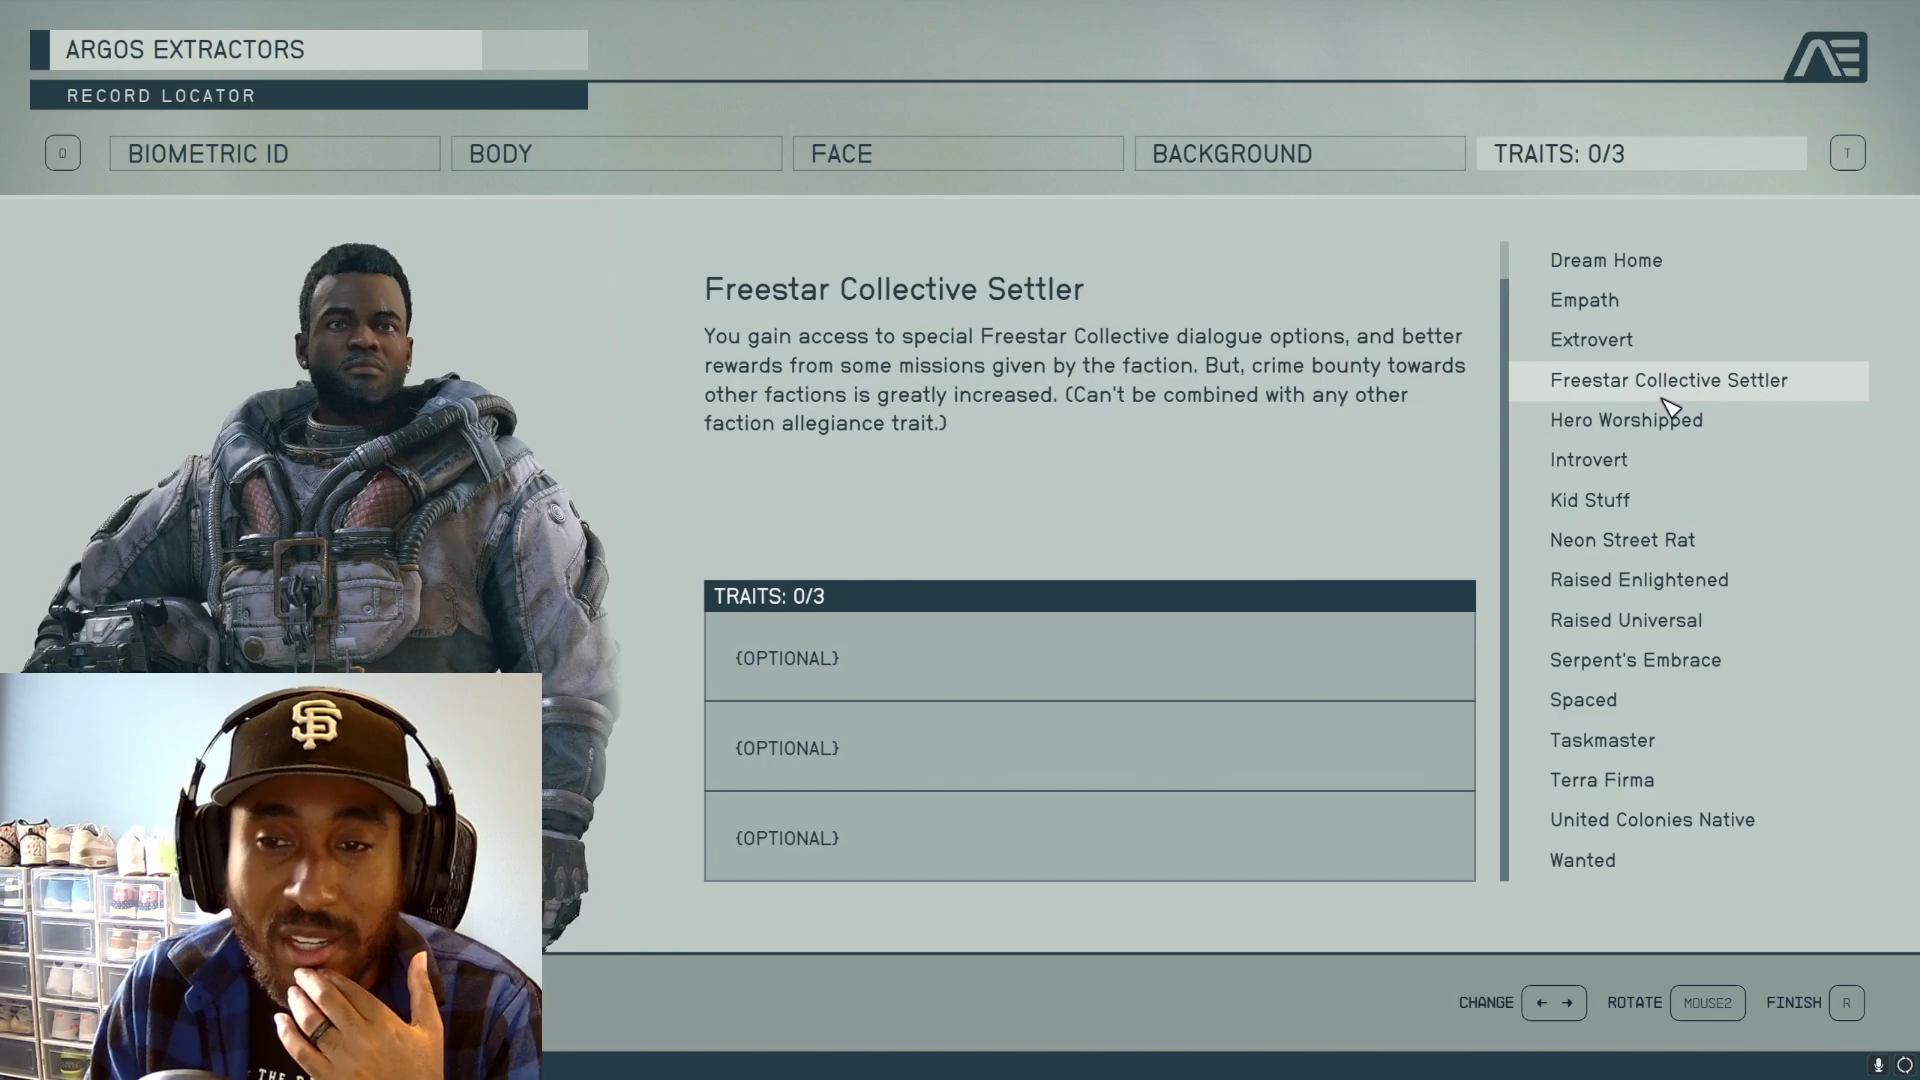 ARGOS EXTRACTORS
RECORD LOCATOR
Q
BIOMETRIC ID
BODY
FACE
BACKGROUND
TRAITS: 0/3
T
Freestar Collective Settler
You gain access to special Freestar Collective dialogue options, and better
rewards from some missions given by the faction. But, crime bounty towards
other factions is greatly increased. (Can't be combined with any other
faction allegiance trait.)
TRAITS: 0/3
{OPTIONAL}
{OPTIONAL}
{OPTIONAL}
Dream Home
Empath
Extrovert
Freestar Collective Settler
Hero Worshipped
Introvert
Kid Stuff
Neon Street Rat
Raised Enlightened
Raised Universal
Serpent's Embrace
Spaced
Taskmaster
Terra Firma
United Colonies Native
Wanted
SF
THE
CHANGE
ROTATE
MOUSE2
FINISH
R